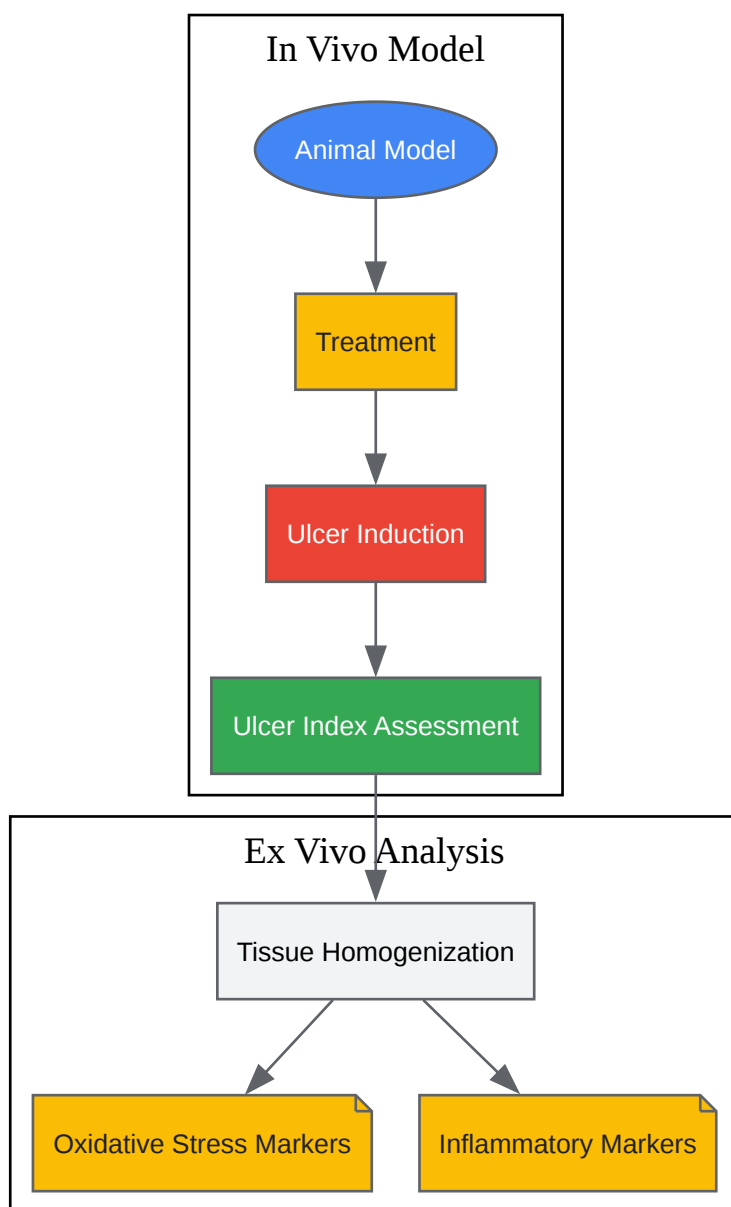 In Vivo Model
Animal Model
Treatment
Ulcer Induction
Ulcer Index Assessment
Ex Vivo Analysis
Tissue Homogenization
Oxidative Stress Markers
Inflammatory Markers